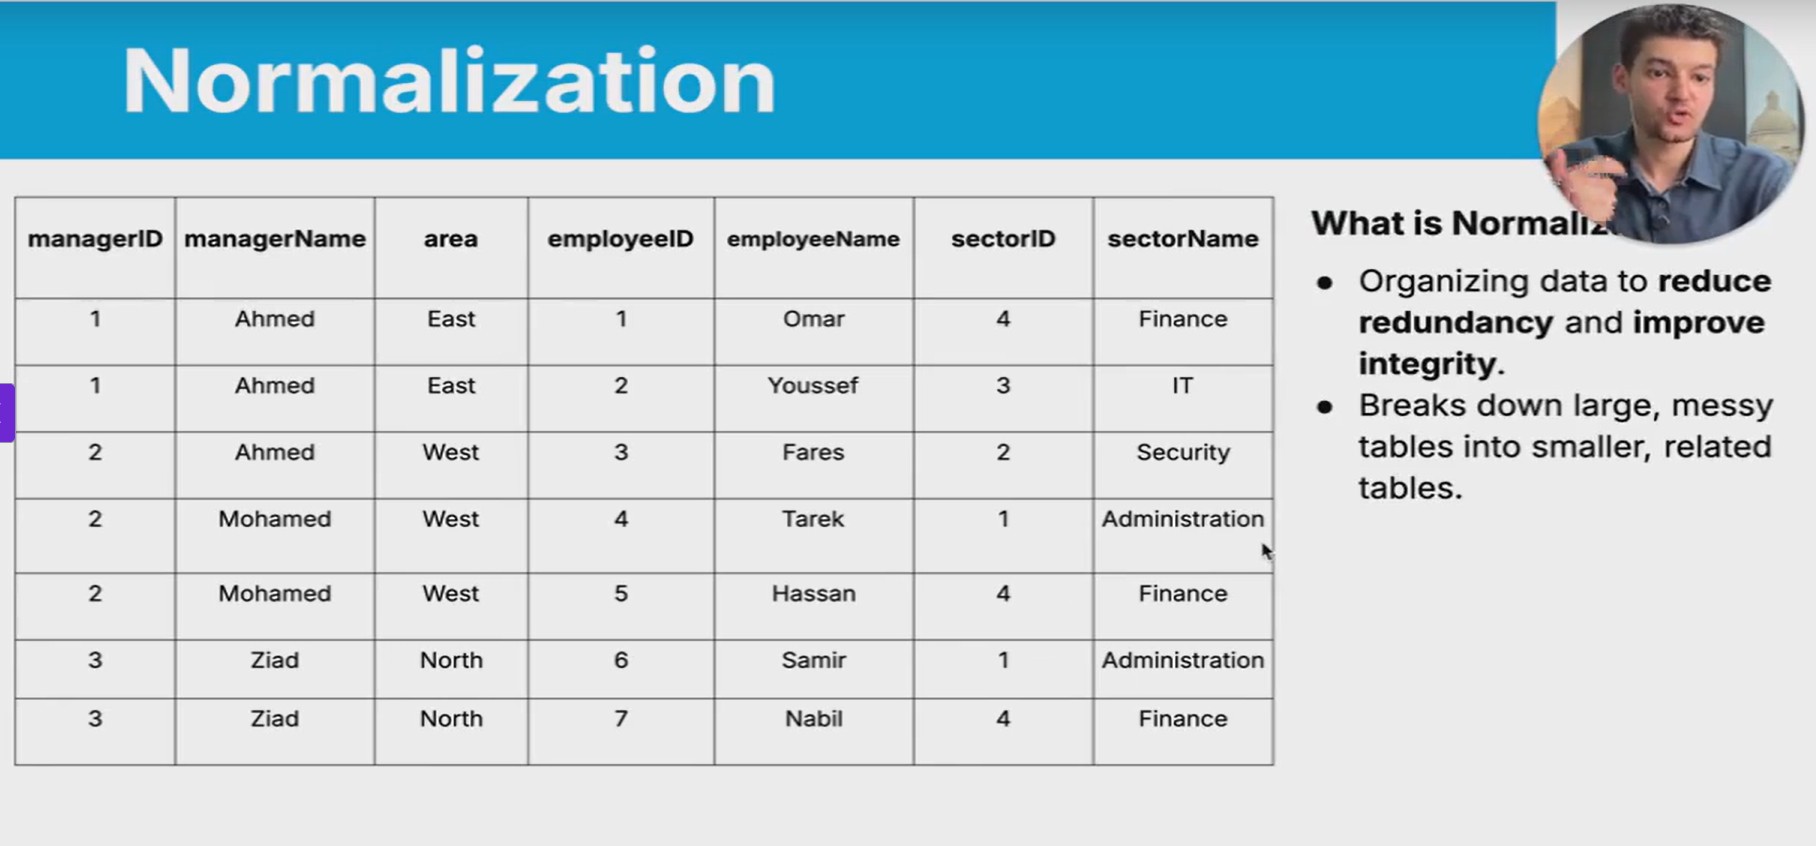 Normalization
managerID managerName area employeeID employeeName sectorID sectorName
1 Ahmed East 1 Omar 4 Finance
1 Ahmed East 2 Youssef 3 IT
2 Ahmed West 3 Fares 2 Security
2 Mohamed West 4 Tarek 1 Administration
2 Mohamed West 5 Hassan 4 Finance
3 Ziad North 6 Samir 1 Administration
3 Ziad North 7 Nabil 4 Finance
What is
● Organizing data to reduce
redundancy and improve
integrity.
● Breaks down large, messy
tables into smaller, related
tables.